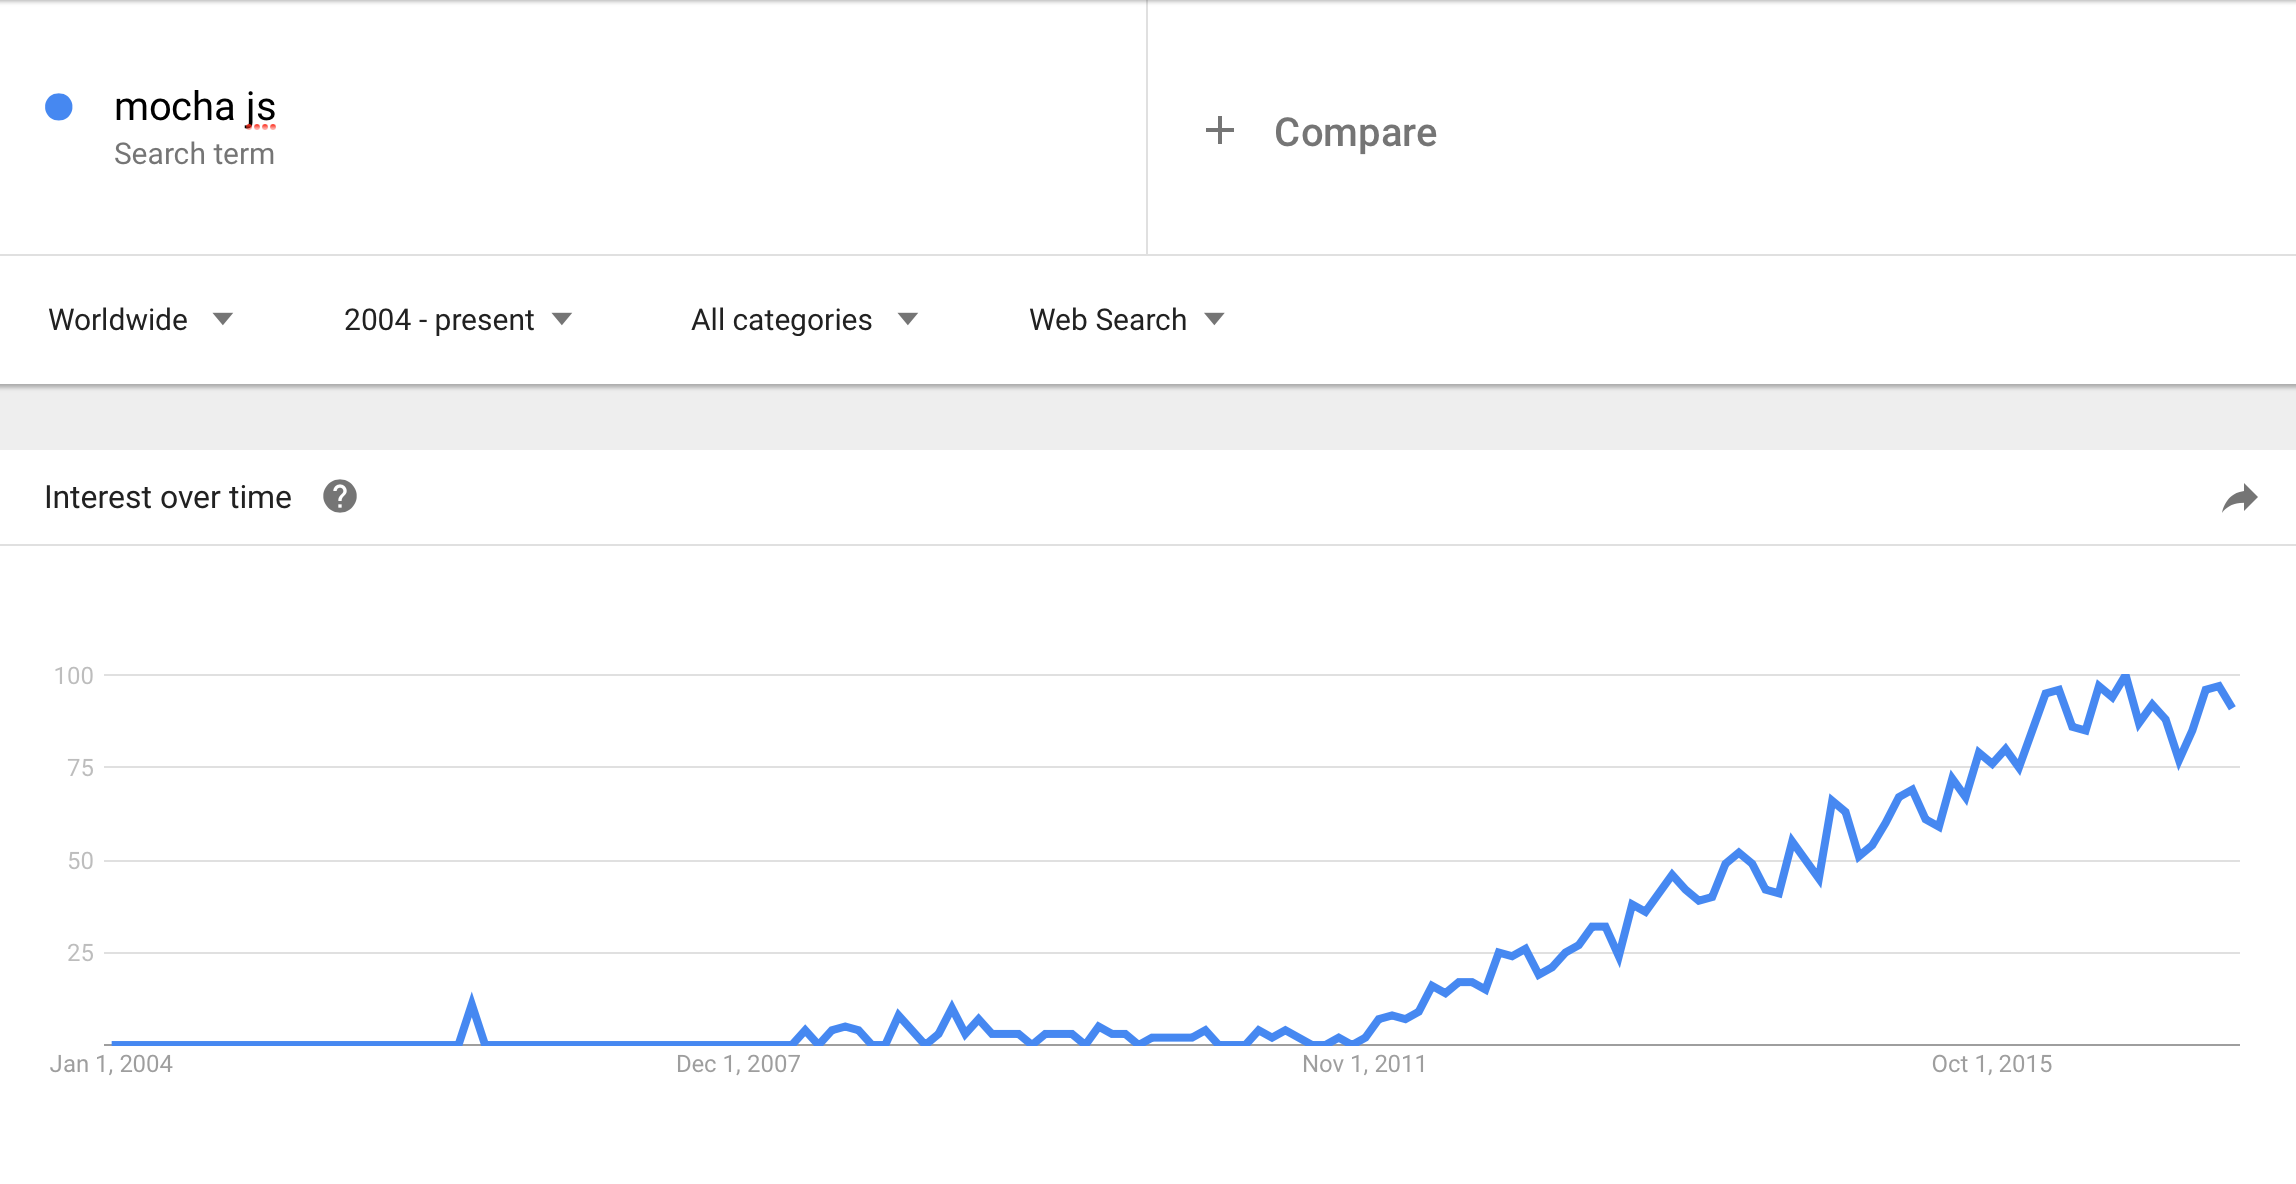 mocha js
Search term
+ Compare
Worldwide 2004 - present All categories Web Search
Interest over time ?
100
75
50
25
Jan 1, 2004 Dec 1, 2007 Nov 1, 2011 Oct 1, 2015